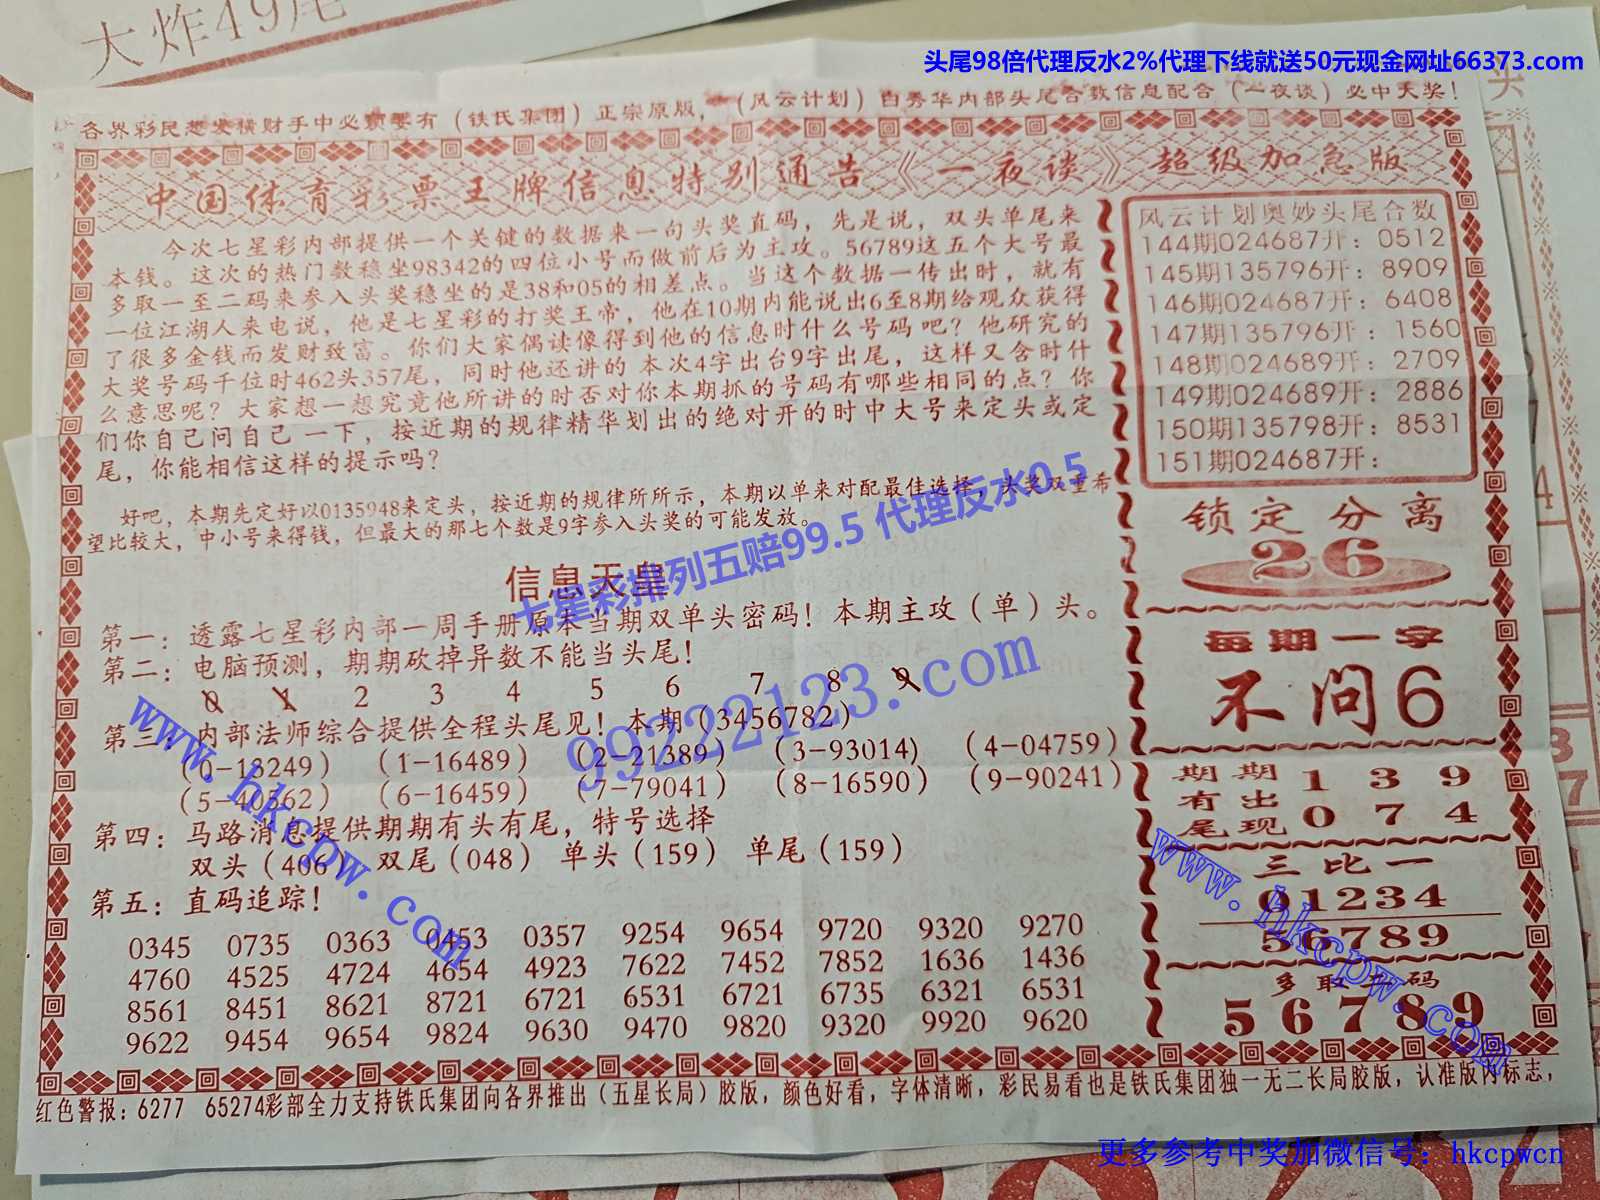 大炸49尾
头尾98倍代理反水2%代理下线就送50元现金网址66373.com
头
各界彩民想发横财手中必须要有（铁氏集团）正宗原版，（风云计划）自秀华内部头尾合数信息配合（一夜谈）必中大奖！
中国体育彩票王牌信息特别通告《一夜谈》超级加急版
今次七星彩内部提供一个关键的数据来一句头奖直码，先是说，双头单尾来
本钱。这次的热门数稳坐98342的四位小号而做前后为主攻。56789这五个大号最
多取一至二码来参入头奖稳坐的是38和05的相差点。当这个数据一传出时，就有
一位江湖人来电说，他是七星彩的打奖王帝，他在10期内能说出6至8期给观众获得
了很多金钱而发财致富。你们大家偶读像得到他的信息时什么号码吧？他研究的
大奖号码千位时462头357尾，同时他还讲的 本次4字出台9字出尾，这样又含时什
么意思呢？大家想一想究竟他所讲的时否对你本期抓的号码有哪些相同的点？你
们你自己问自己一下，按近期的规律精华划出的绝对开的时中大号来定头或定
尾，你能相信这样的提示吗？
好吧，本期先定好以0135948来定头，按近期的规律所所示，本期以单来对配最佳选择 头奖双重希
望比较大，中小号来得钱，但最大的那七个数是9字参入头奖的可能发放。
信息天皇
七星彩排列五赔99.5 代理反水0.5
第一：透露七星彩内部一周手册原本当期双单头密码！本期主攻（单）头。
第二：电脑预测，期期砍掉异数不能当头尾！
0 1 2 3 4 5 6 7 8 9
第三：内部法师综合提供全程头尾见！本期（3456782）
（0-13249） （1-16489） （2-21389） （3-93014） （4-04759）
（5-40562） （6-16459） （7-79041） （8-16590） （9-90241）
99222123.com
www.hkcpw.com
第四：马路消息提供期期有头有尾，特号选择
双头（406） 双尾（048） 单头（159） 单尾（159）
第五：直码追踪！
0345 0735 0363 0453 0357 9254 9654 9720 9320 9270
4760 4525 4724 4654 4923 7622 7452 7852 1636 1436
8561 8451 8621 8721 6721 6531 6721 6735 6321 6531
9622 9454 9654 9824 9630 9470 9820 9320 9920 9620
风云计划奥妙头尾合数
144期024687开：0512
145期135796开：8909
146期024687开：6408
147期135796开：1560
148期024689开：2709
149期024689开：2886
150期135798开：8531
151期024687开：
锁定分离
26
每期一字
不问6
期期 1 3 9
有出
尾现 0 7 4
三比一
01234
56789
多取二码
56789
www.hkcpw.com
红色警报：6277 65274彩部全力支持铁氏集团向各界推出（五星长局）胶版，颜色好看，字体清晰，彩民易看也是铁氏集团独一无二长局胶版，认准版内标志，
更多参考中奖加微信号：hkcpwcn